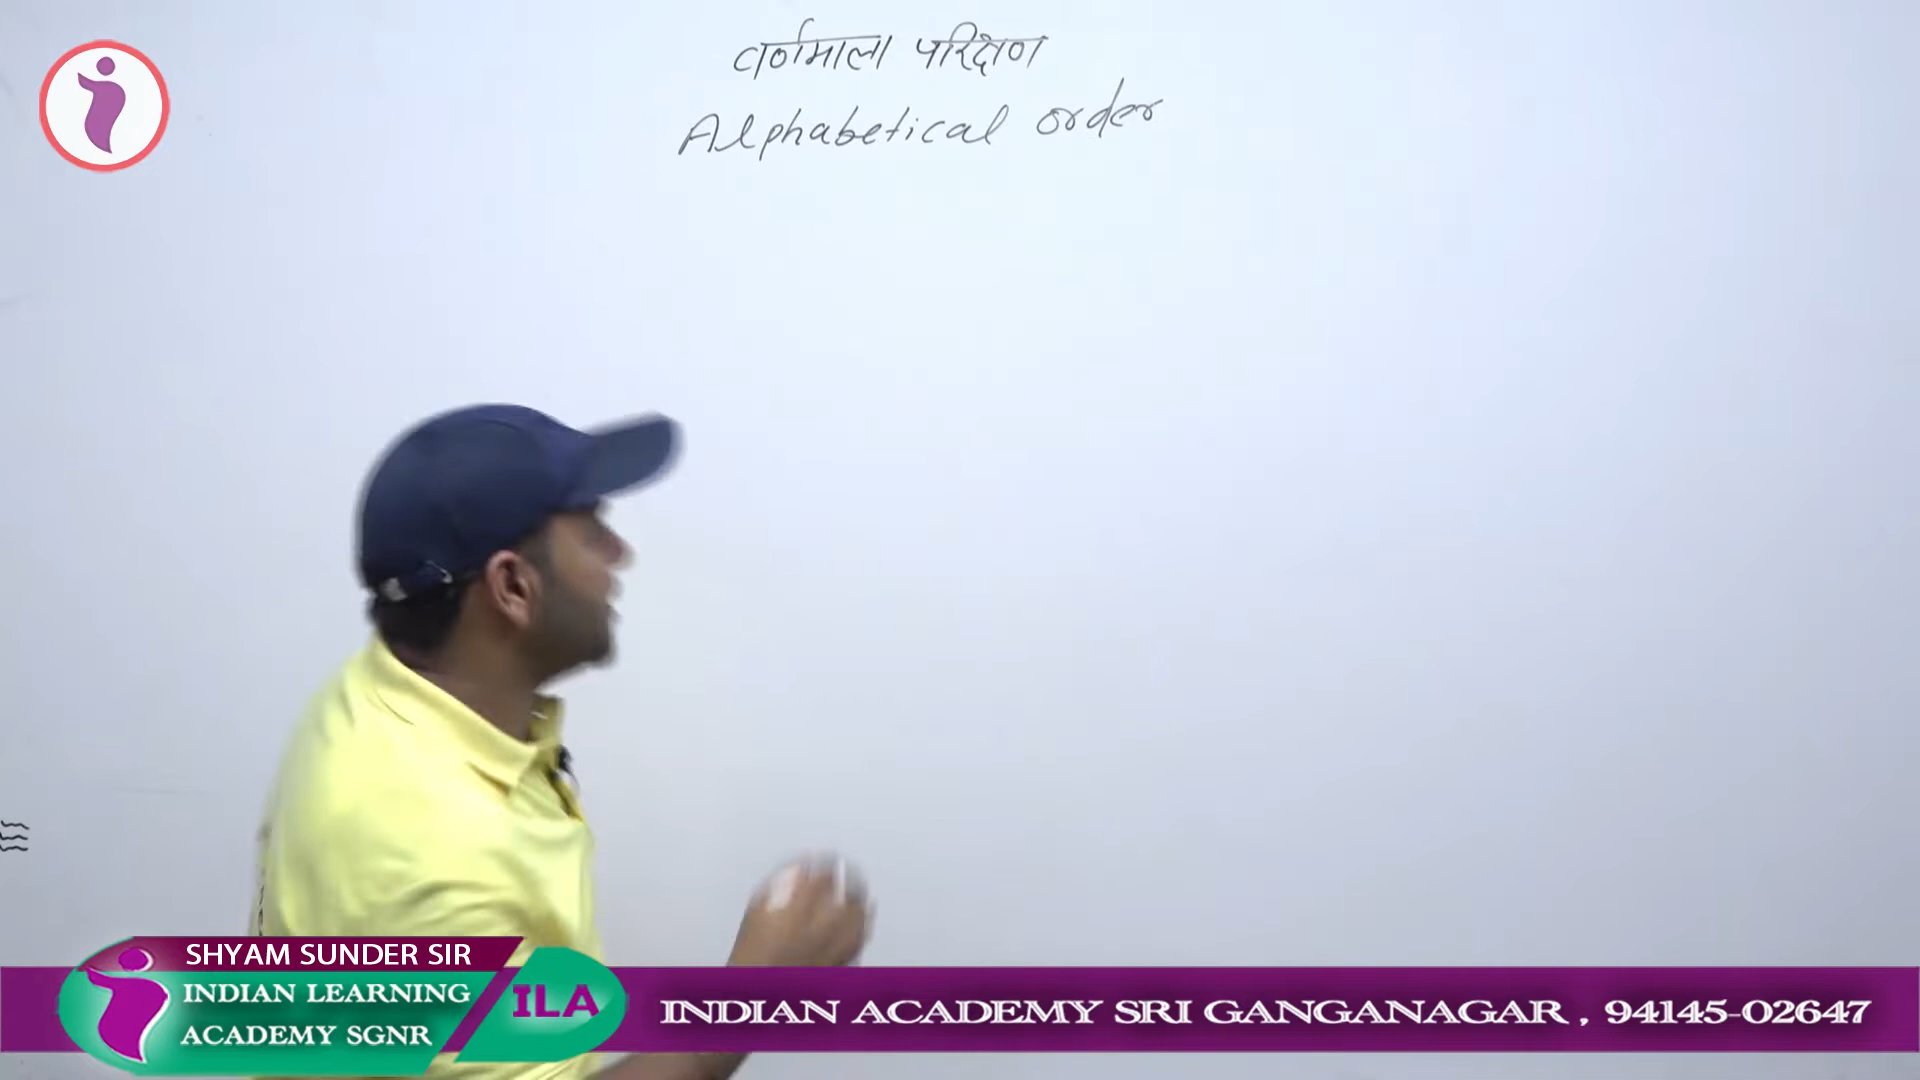 वर्णमाला परिक्षण
Alphabetical order
SHYAM SUNDER SIR
INDIAN LEARNING
ACADEMY SGNR
ILA
INDIAN ACADEMY SRI GANGANAGAR , 94145-02647